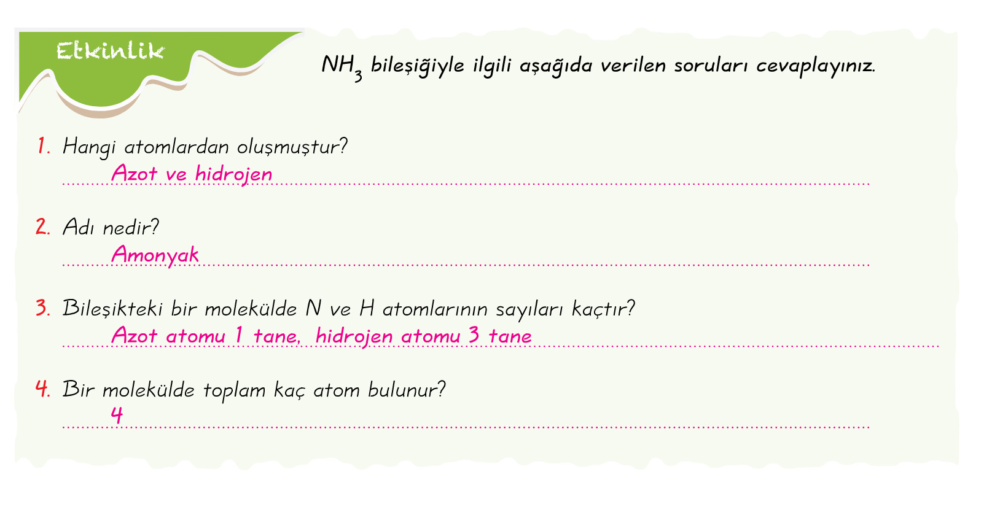 Etkinlik
NH₃ bileşiğiyle ilgili aşağıda verilen soruları cevaplayınız.
1. Hangi atomlardan oluşmuştur?
Azot ve hidrojen
2. Adı nedir?
Amonyak
3. Bileşikteki bir molekülde N ve H atomlarının sayıları kaçtır?
Azot atomu 1 tane, hidrojen atomu 3 tane
4. Bir molekülde toplam kaç atom bulunur?
4